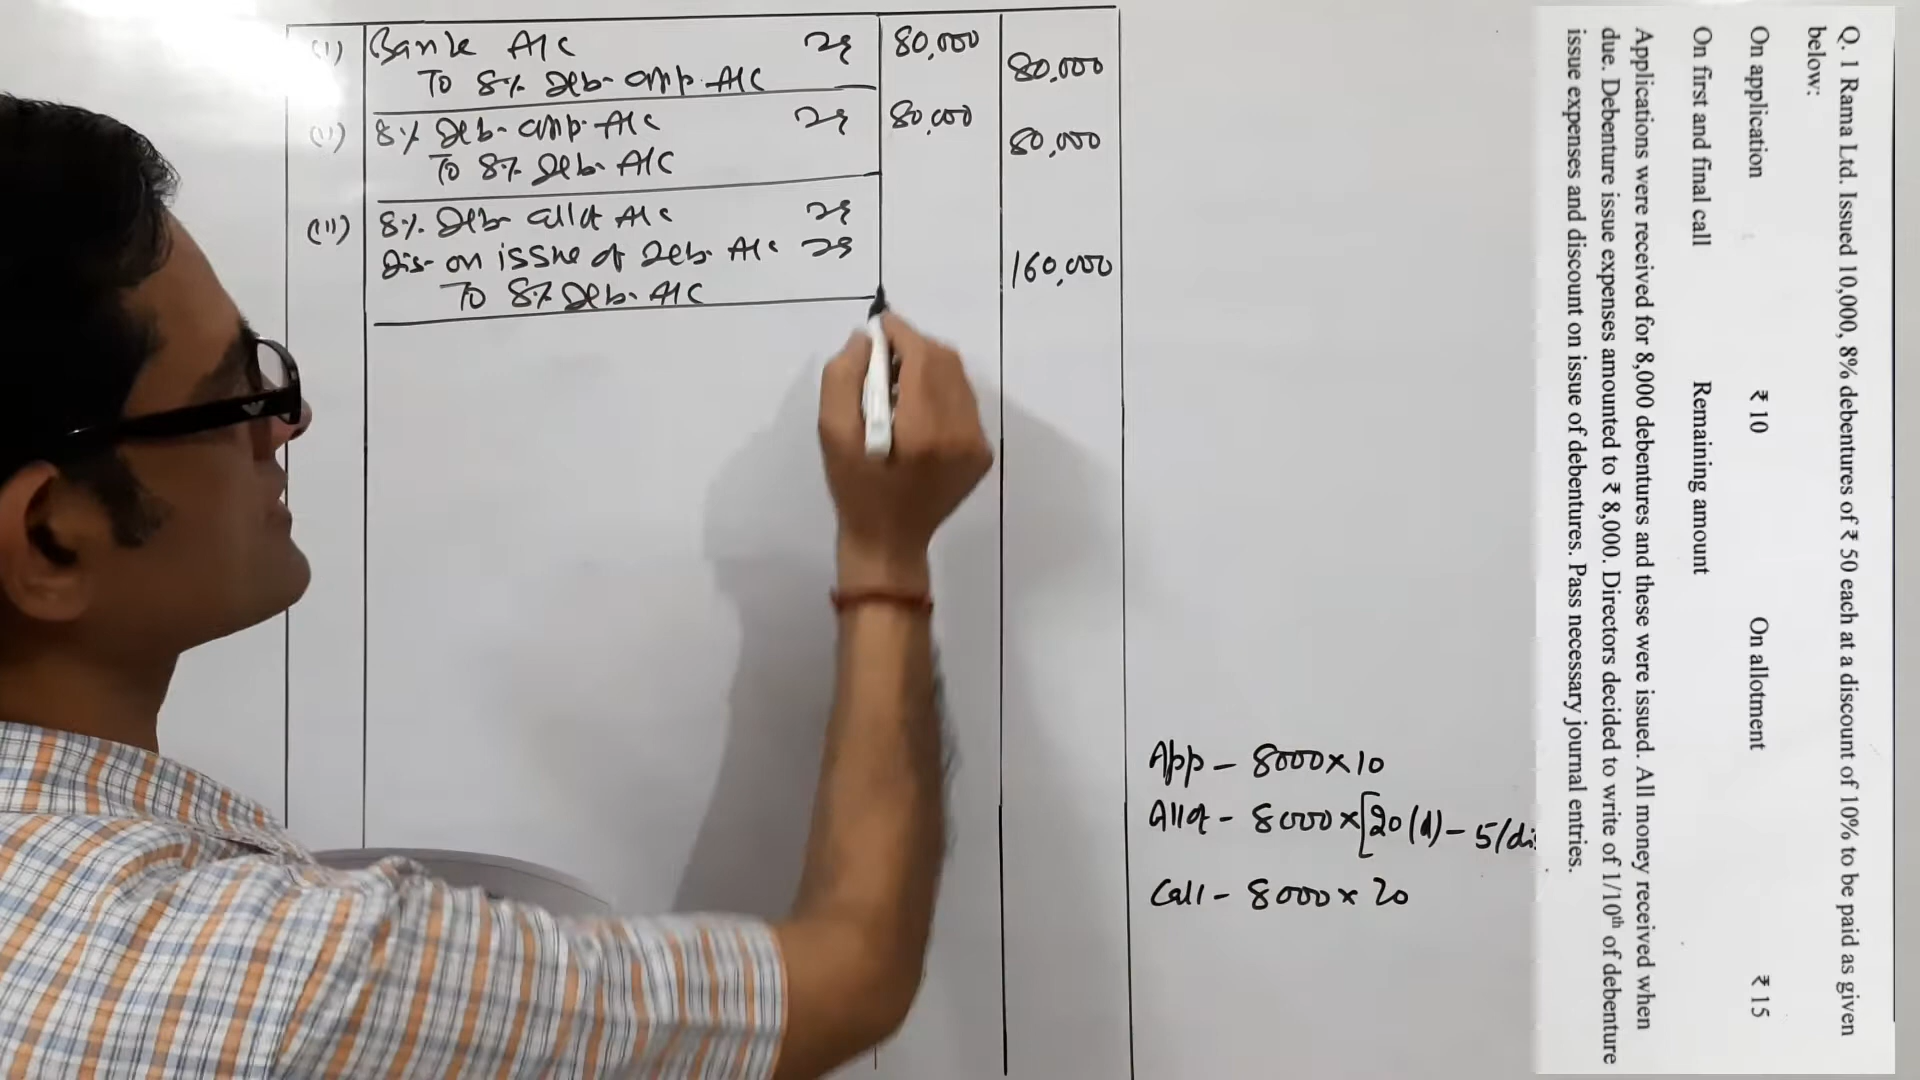 (i) Bank A/c Dr 80,000
To 8% Deb. app. A/c 80,000
(ii) 8% Deb. app. A/c Dr 80,000
To 8% Deb. A/c 80,000
(iii) 8% Deb. allot A/c Dr
Dis. on issue of Deb. A/c Dr
To 8% Deb. A/c 160,000
App - 8000 × 10
Allot - 8000 × [20 (d) - 5/dis
Call - 8000 × 20
Q. 1 Rama Ltd. Issued 10,000, 8% debentures of ₹ 50 each at a discount of 10% to be paid as given
below:
On application ₹ 10 On allotment ₹ 15
On first and final call Remaining amount
Applications were received for 8,000 debentures and these were issued. All money received when
due. Debenture issue expenses amounted to ₹ 8,000. Directors decided to write of 1/10th of debenture
issue expenses and discount on issue of debentures. Pass necessary journal entries.